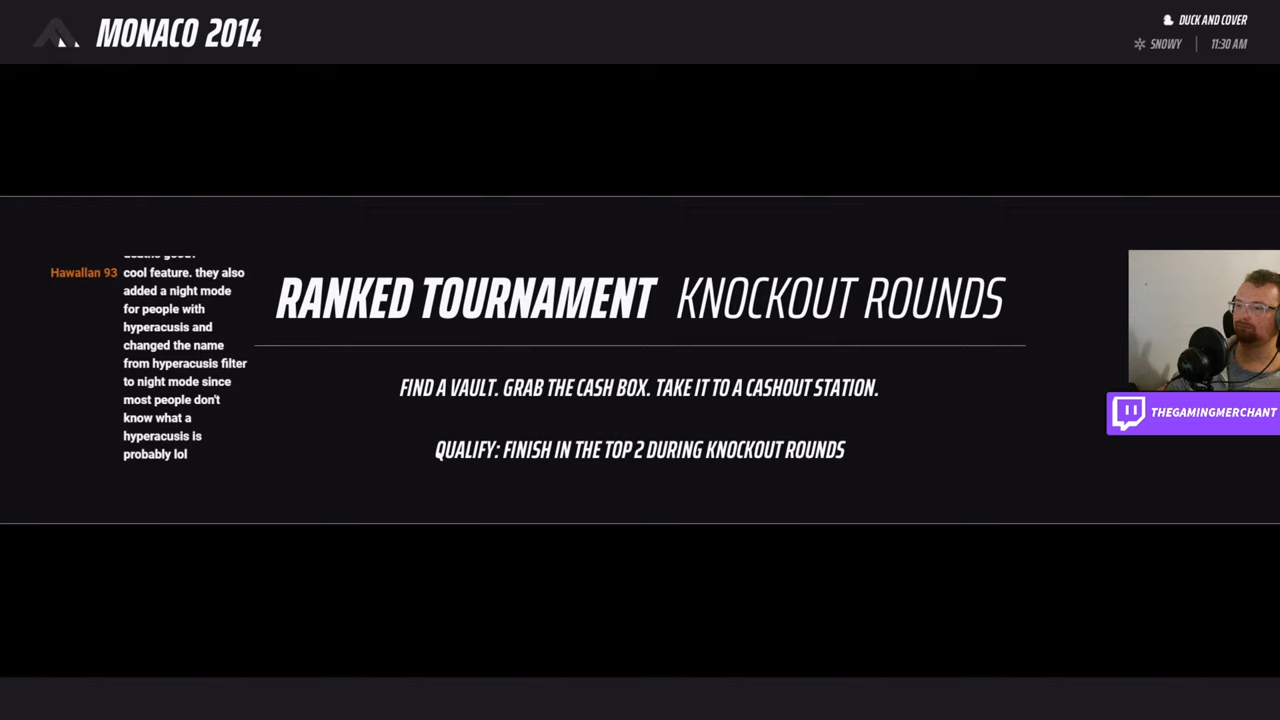 MONACO 2014
DUCK AND COVER
SNOWY
11:30 AM
Hawallan 93
cool feature. they also
added a night mode
for people with
hyperacusis and
changed the name
from hyperacusis filter
to night mode since
most people don't
know what a
hyperacusis is
probably lol
RANKED TOURNAMENT KNOCKOUT ROUNDS
FIND A VAULT. GRAB THE CASH BOX. TAKE IT TO A CASHOUT STATION.
QUALIFY: FINISH IN THE TOP 2 DURING KNOCKOUT ROUNDS
THEGAMINGMERCHANT